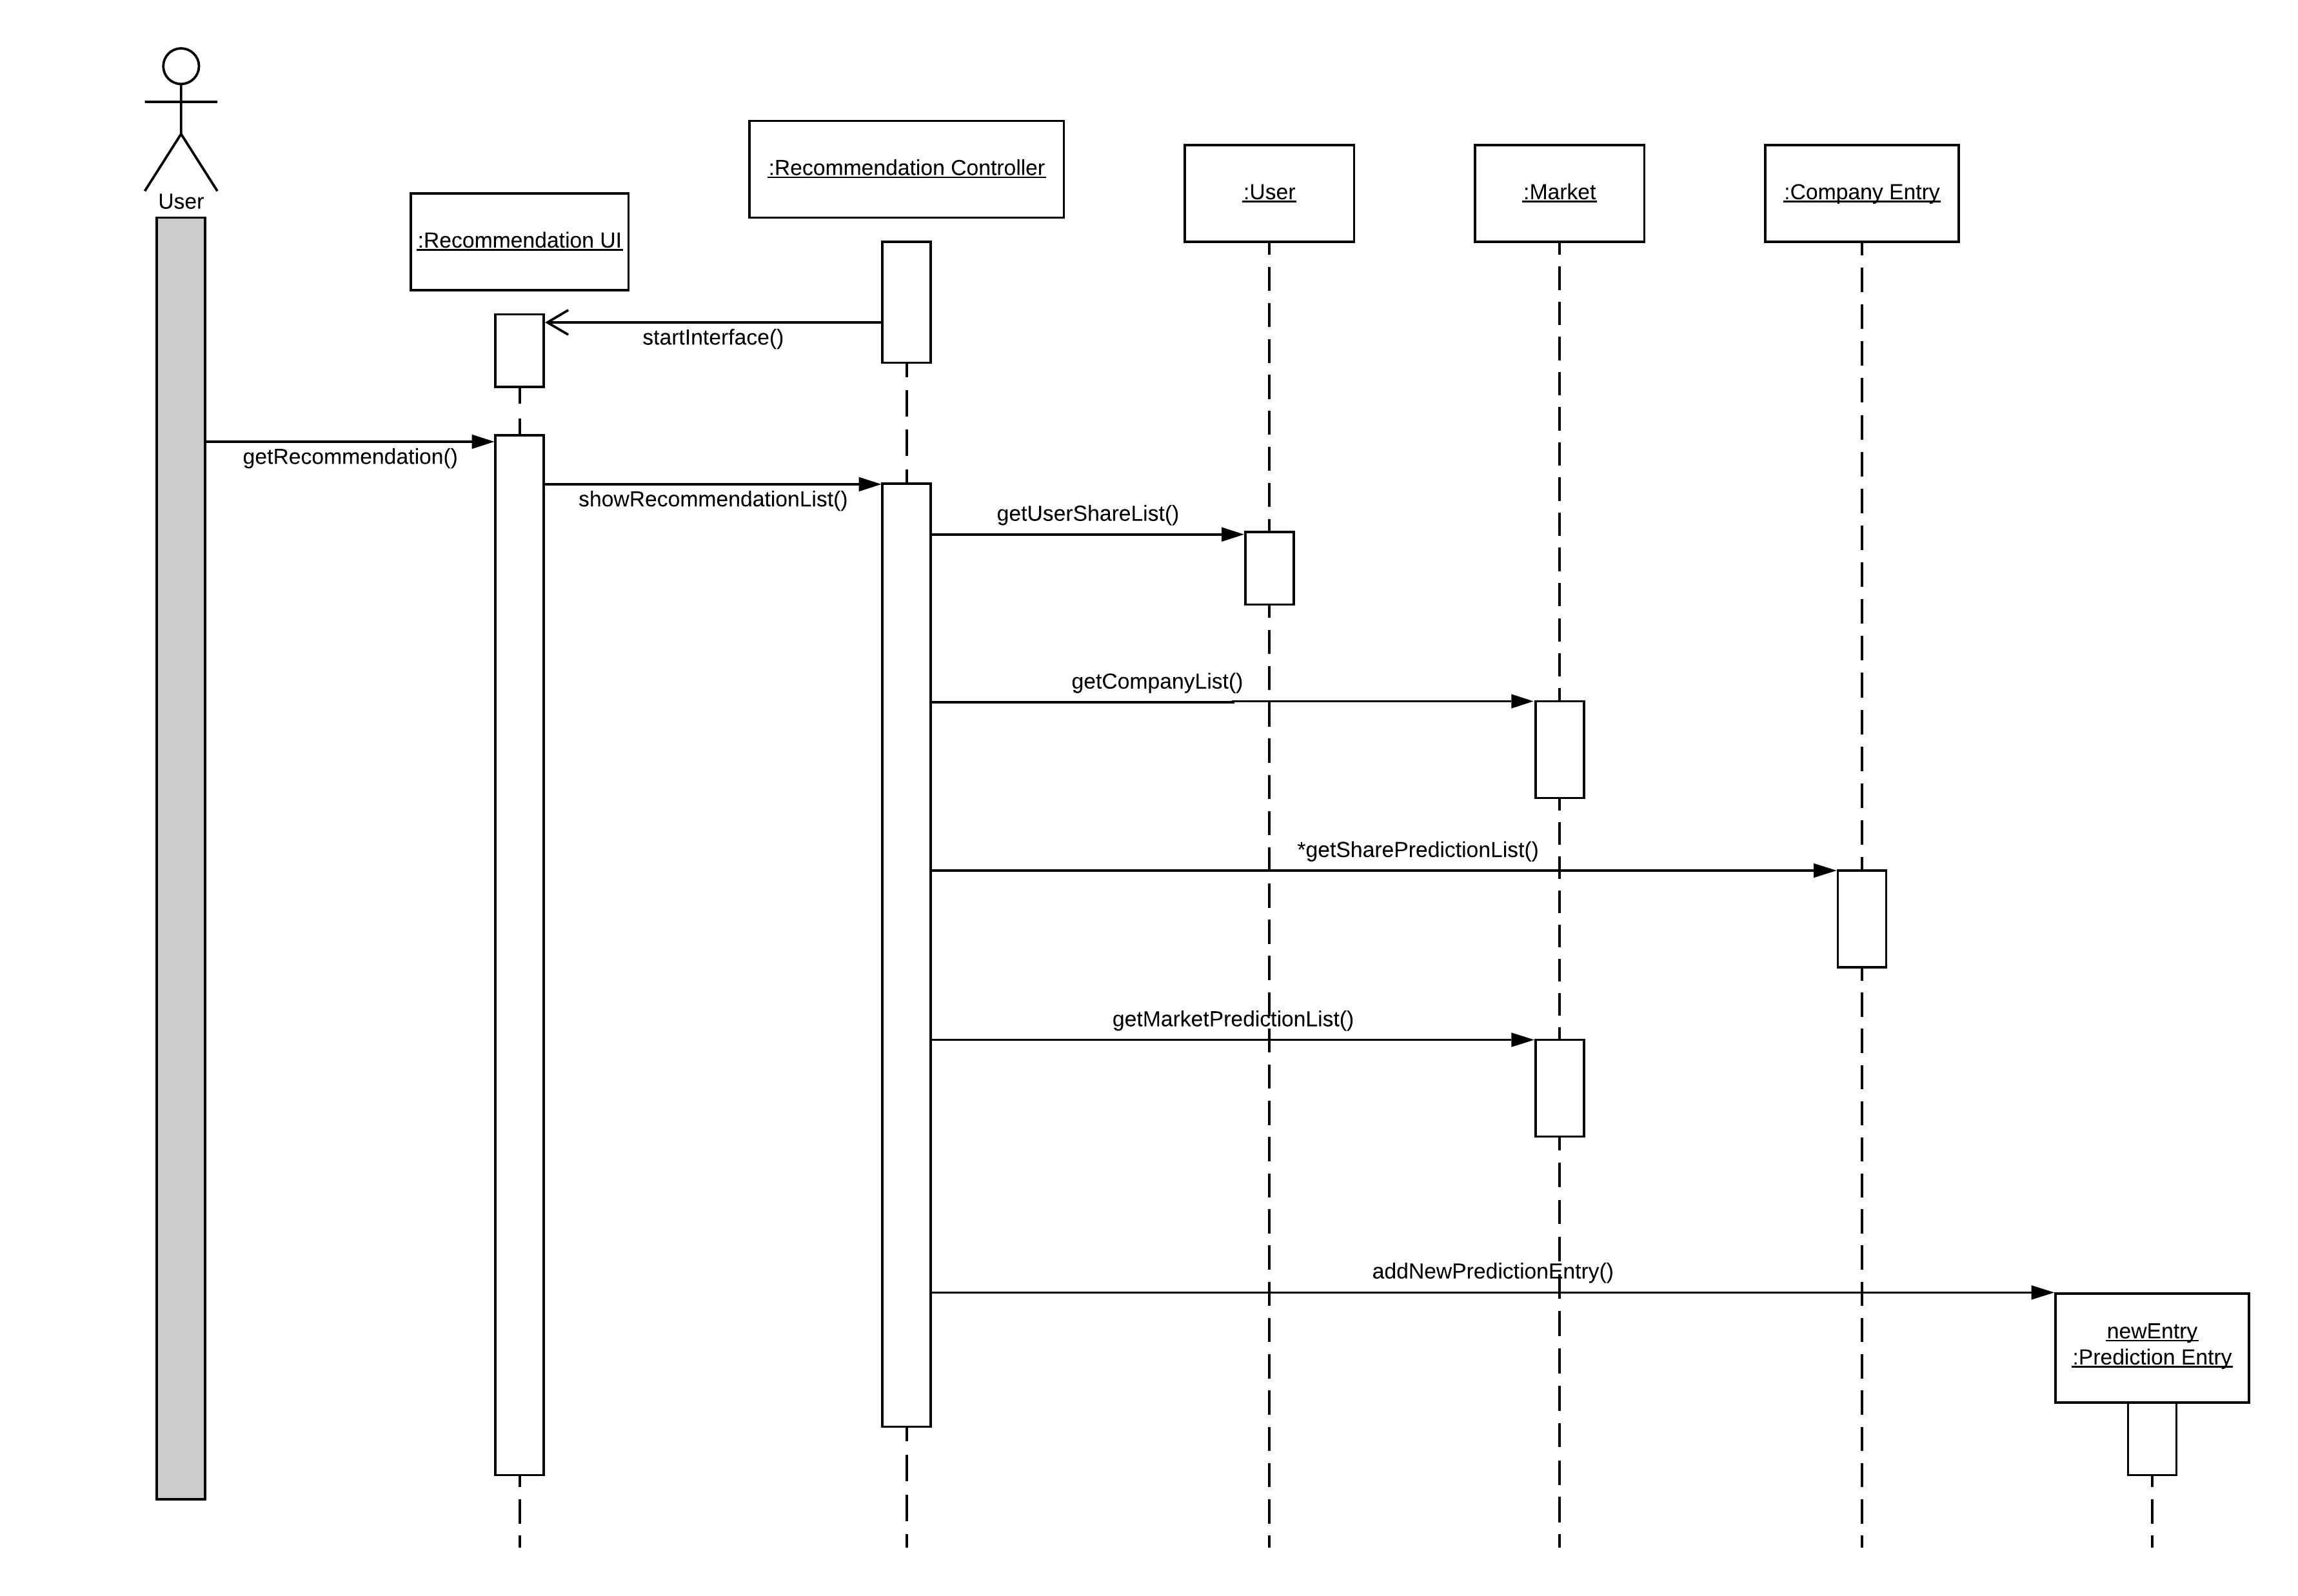 User
:Recommendation UI
:Recommendation Controller
:User
:Market
:Company Entry
startInterface()
getRecommendation()
showRecommendationList()
getUserShareList()
getCompanyList()
*getSharePredictionList()
getMarketPredictionList()
addNewPredictionEntry()
newEntry
:Prediction Entry